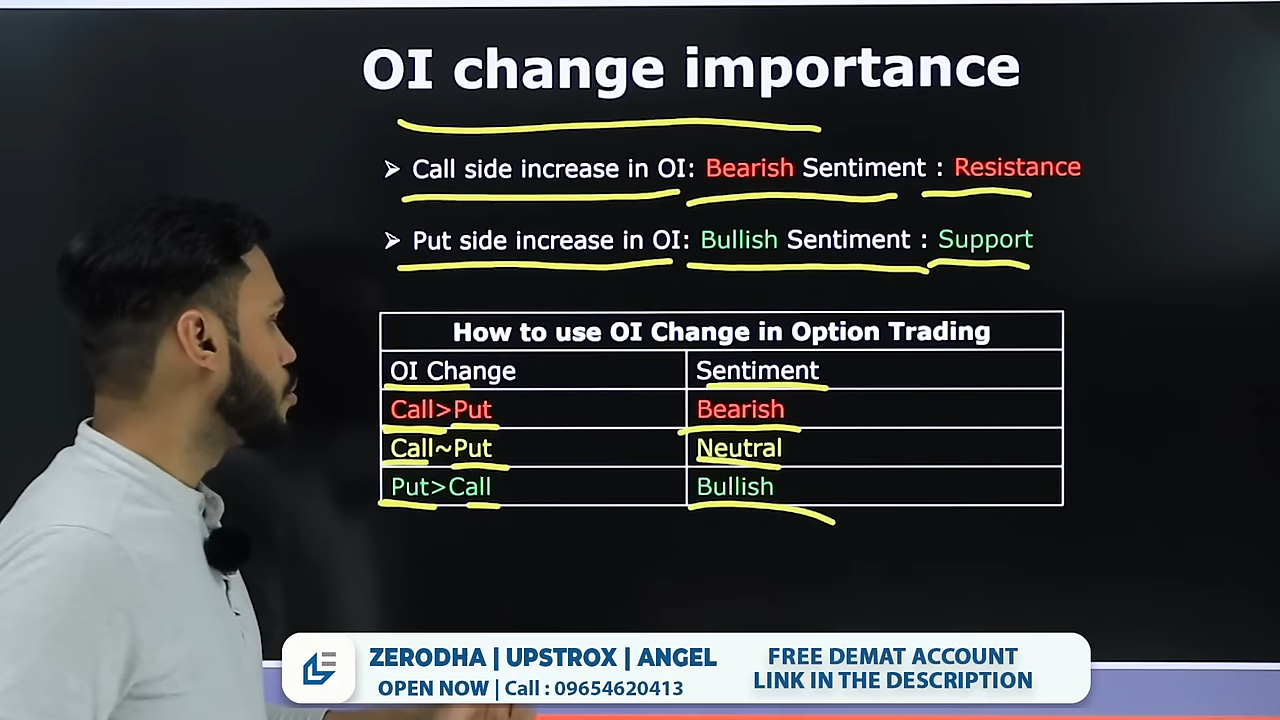 OI change importance
➢ Call side increase in OI: Bearish Sentiment : Resistance
➢ Put side increase in OI: Bullish Sentiment : Support
How to use OI Change in Option Trading
OI Change Sentiment
Call>Put Bearish
Call~Put Neutral
Put>Call Bullish
ZERODHA | UPSTROX | ANGEL
OPEN NOW | Call : 09654620413
FREE DEMAT ACCOUNT
LINK IN THE DESCRIPTION